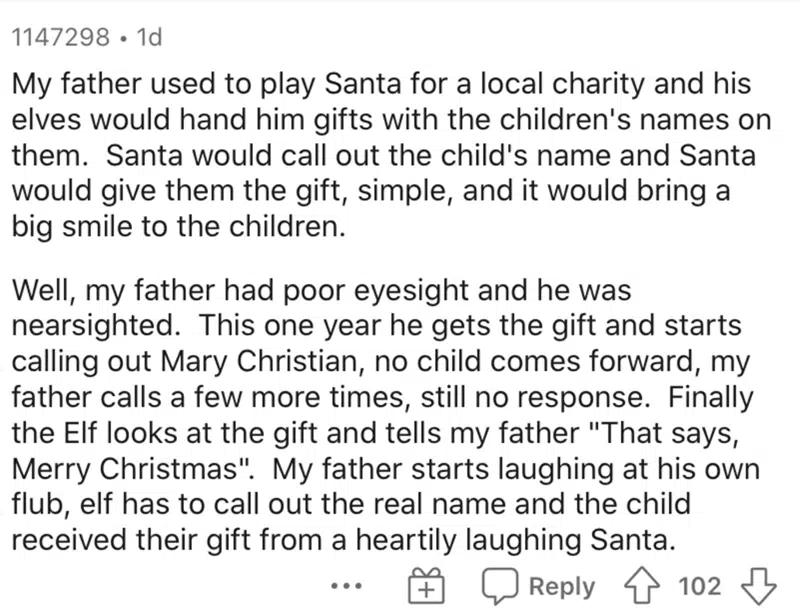 1147298 • 1d
My father used to play Santa for a local charity and his
elves would hand him gifts with the children's names on
them.  Santa would call out the child's name and Santa
would give them the gift, simple, and it would bring a
big smile to the children.
Well, my father had poor eyesight and he was
nearsighted.  This one year he gets the gift and starts
calling out Mary Christian, no child comes forward, my
father calls a few more times, still no response.  Finally
the Elf looks at the gift and tells my father "That says,
Merry Christmas".  My father starts laughing at his own
flub, elf has to call out the real name and the child
received their gift from a heartily laughing Santa.
Reply 102